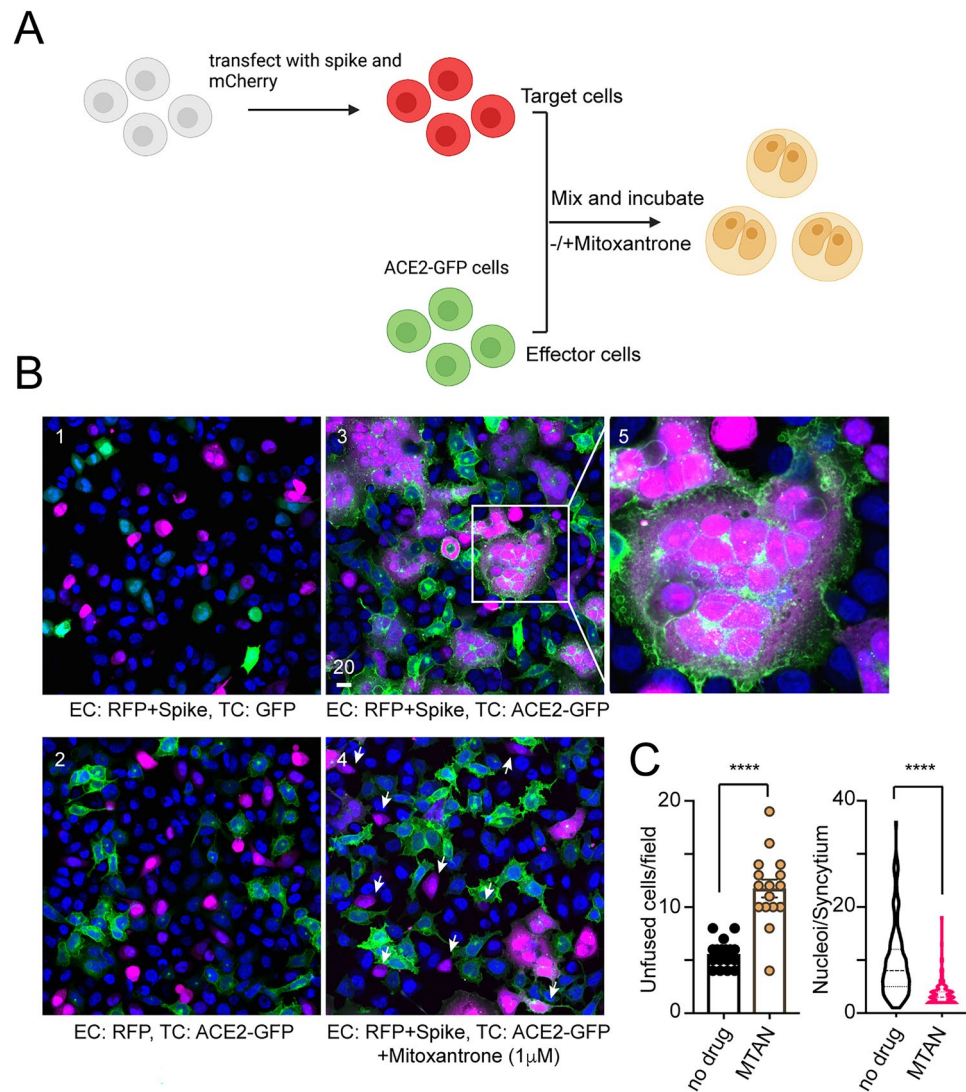 A
transfect with spike and
mCherry
Target cells
Mix and incubate
-/+Mitoxantrone
ACE2-GFP cells
Effector cells
B
1
3
5
20
EC: RFP+Spike, TC: GFP
EC: RFP+Spike, TC: ACE2-GFP
2
4
EC: RFP, TC: ACE2-GFP
EC: RFP+Spike, TC: ACE2-GFP
+Mitoxantrone (1μM)
C
****
Unfused cells/field
20
10
0
no drug
MTAN
****
Nucleoi/Syncytium
40
20
0
no drug
MTAN